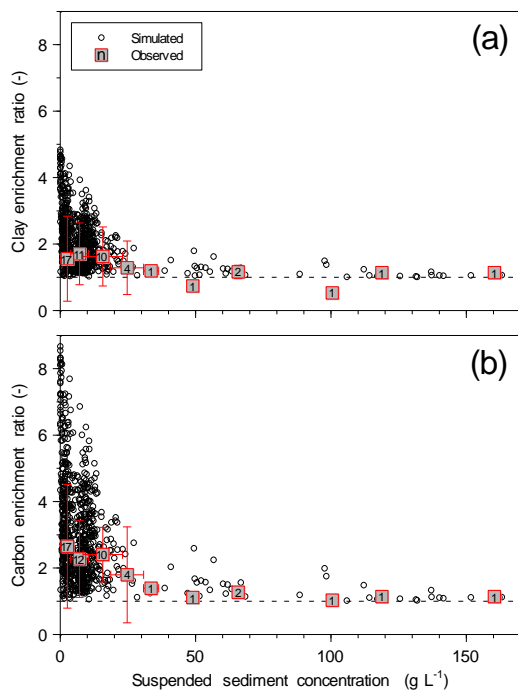 (a)
Simulated
n Observed
Clay enrichment ratio (-)
8
6
4
2
0
17 11 10 4 1 1 2 1 1 1
(b)
Carbon enrichment ratio (-)
8
6
4
2
0
17 12 10 4 1 1 2 1 1 1
0 50 100 150
Suspended sediment concentration (g L⁻¹)